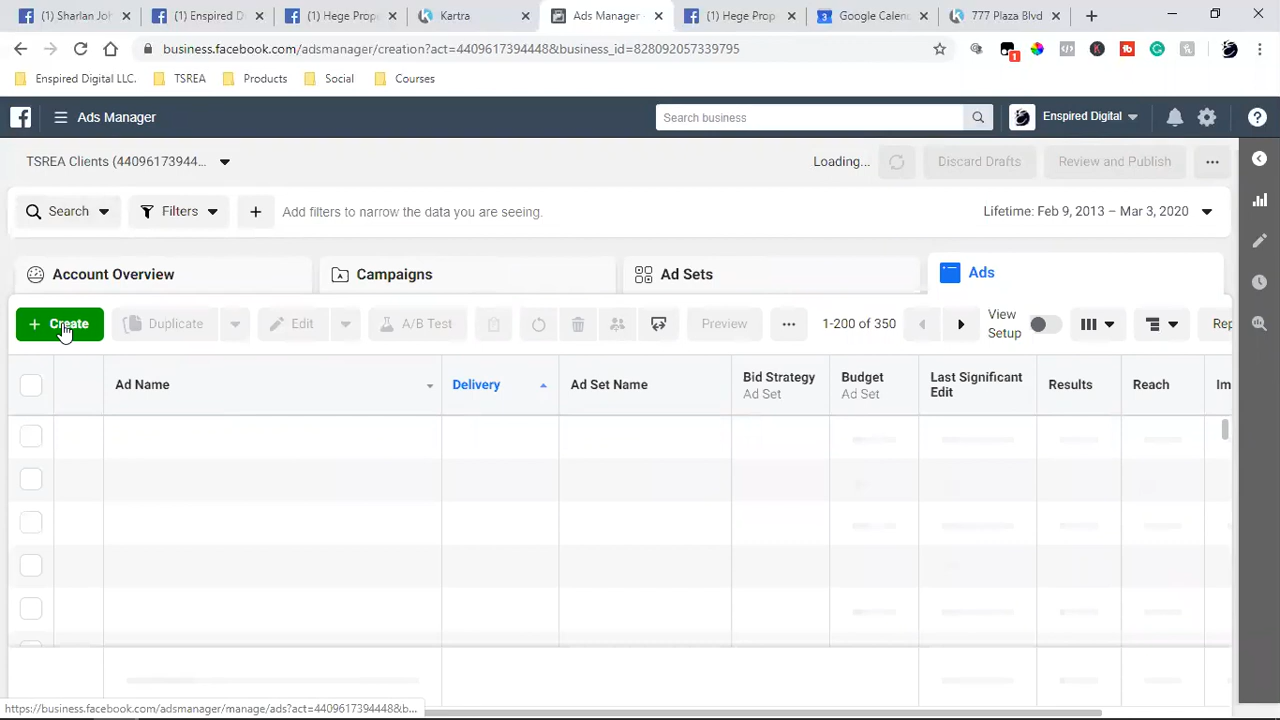 (1) Sharlan Joh
(1) Enspired D
(1) Hege Prop
Kartra
Ads Manager -
(1) Hege Prop
Google Calen
777 Plaza Blvd
business.facebook.com/adsmanager/creation?act=4409617394448&business_id=828092057339795
1
Enspired Digital LLC.
TSREA
Products
Social
Courses
Ads Manager
Search business
Enspired Digital
TSREA Clients (44096173944...
Loading...
Discard Drafts
Review and Publish
Search
Filters
Add filters to narrow the data you are seeing.
Lifetime: Feb 9, 2013 – Mar 3, 2020
Account Overview
Campaigns
Ad Sets
Ads
+ Create
Duplicate
Edit
A/B Test
Preview
1-200 of 350
View
Setup
Rep
Ad Name
Delivery
Ad Set Name
Bid Strategy
Ad Set
Budget
Ad Set
Last Significant
Edit
Results
Reach
Im
https://business.facebook.com/adsmanager/manage/ads?act=4409617394448&b...